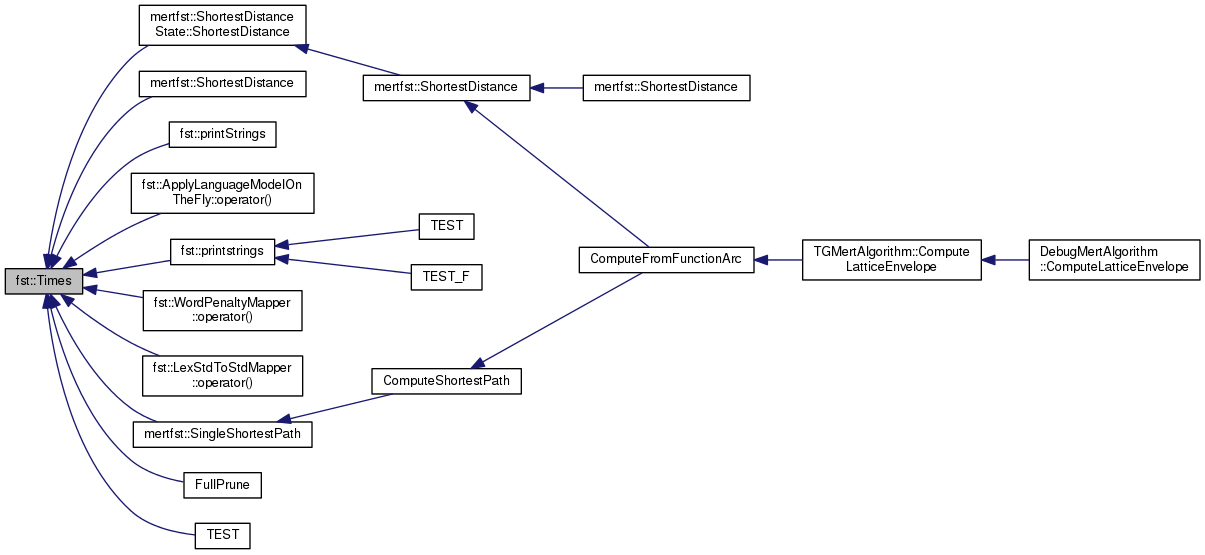 fst::Times
mertfst::ShortestDistance
State::ShortestDistance
mertfst::ShortestDistance
fst::printStrings
fst::ApplyLanguageModelOn
TheFly::operator()
fst::printstrings
fst::WordPenaltyMapper
::operator()
fst::LexStdToStdMapper
::operator()
mertfst::SingleShortestPath
FullPrune
TEST
mertfst::ShortestDistance
TEST
TEST_F
ComputeShortestPath
mertfst::ShortestDistance
ComputeFromFunctionArc
TGMertAlgorithm::Compute
LatticeEnvelope
DebugMertAlgorithm
::ComputeLatticeEnvelope